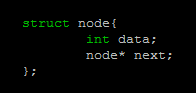 struct node{
int data;
node* next;
};